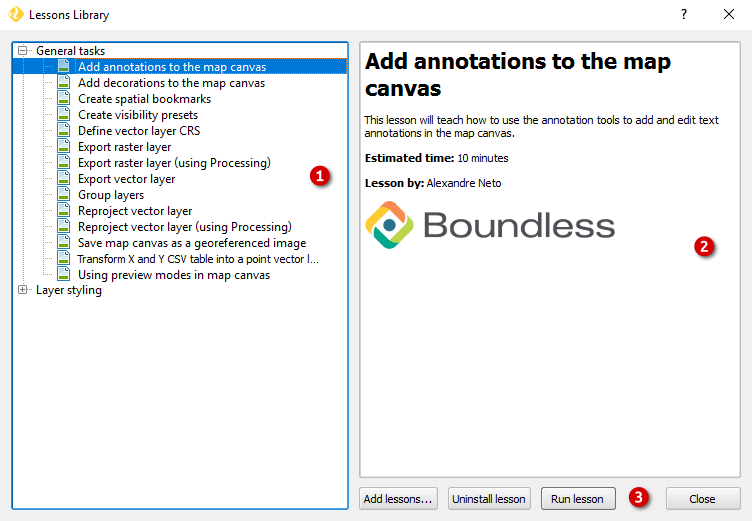 Lessons Library
?
General tasks
Add annotations to the map canvas
Add decorations to the map canvas
Create spatial bookmarks
Create visibility presets
Define vector layer CRS
Export raster layer
Export raster layer (using Processing)
Export vector layer
Group layers
Reproject vector layer
Reproject vector layer (using Processing)
Save map canvas as a georeferenced image
Transform X and Y CSV table into a point vector l...
Using preview modes in map canvas
Layer styling
1
Add annotations to the map
canvas
This lesson will teach how to use the annotation tools to add and edit text
annotations in the map canvas.
Estimated time: 10 minutes
Lesson by: Alexandre Neto
Boundless
2
Add lessons...
Uninstall lesson
Run lesson
3
Close